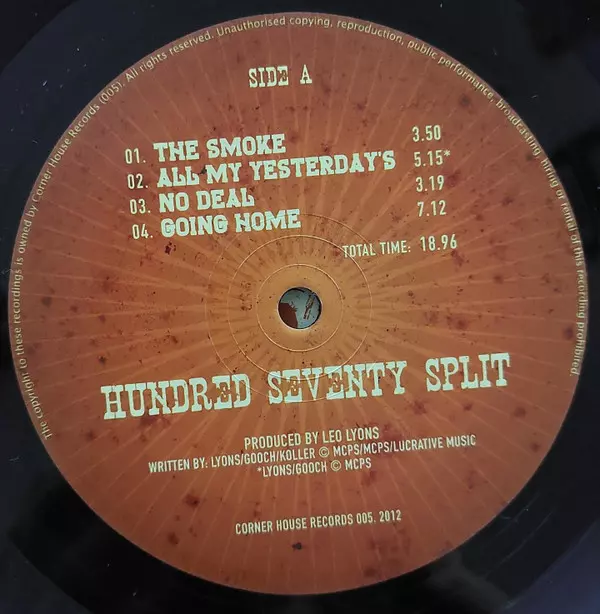 The copyright to these recordings is owned by Corner House Records (005). All rights reserved. Unauthorised copying, reproduction, public performance, broadcasting, hiring or rental of this recording prohibited.
SIDE A
01. THE SMOKE 3.50
02. ALL MY YESTERDAY'S 5.15*
03. NO DEAL 3.19
04. GOING HOME 7.12
TOTAL TIME: 18.96
HUNDRED SEVENTY SPLIT
PRODUCED BY LEO LYONS
WRITTEN BY: LYONS/GOOCH/KOLLER © MCPS/MCPS/LUCRATIVE MUSIC
*LYONS/GOOCH © MCPS
CORNER HOUSE RECORDS 005. 2012